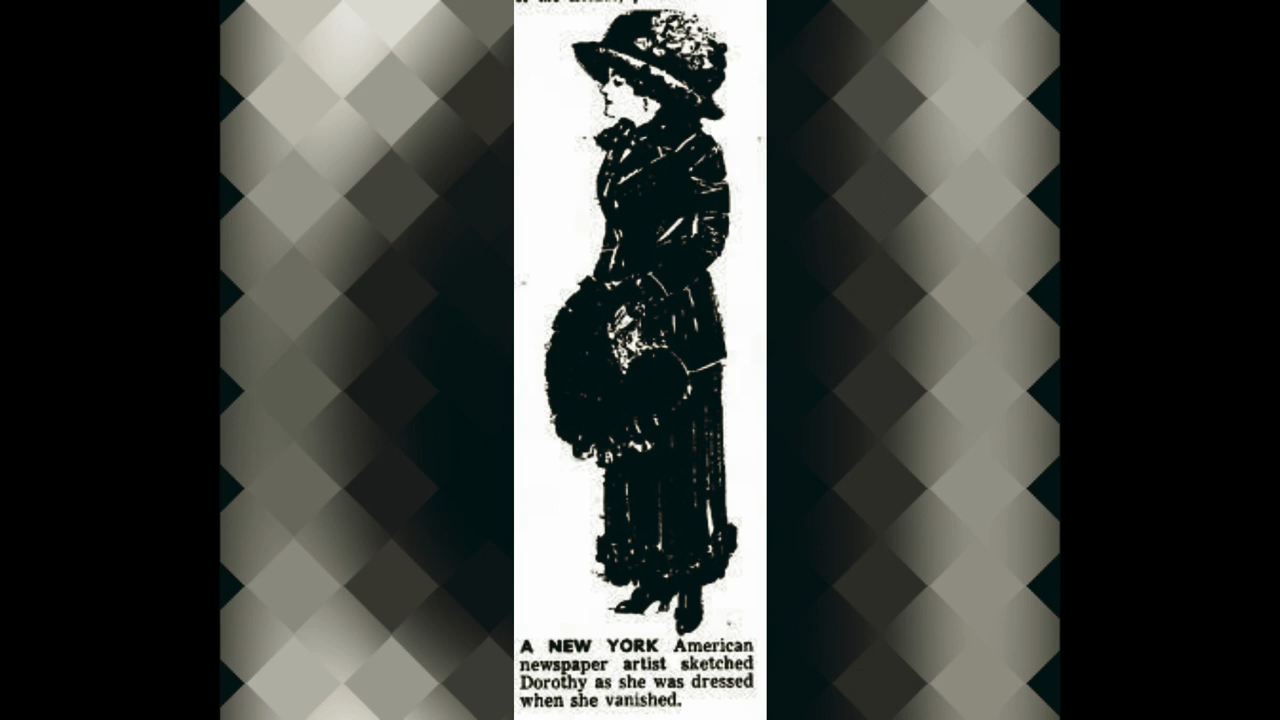 A NEW YORK American
newspaper artist sketched
Dorothy as she was dressed
when she vanished.